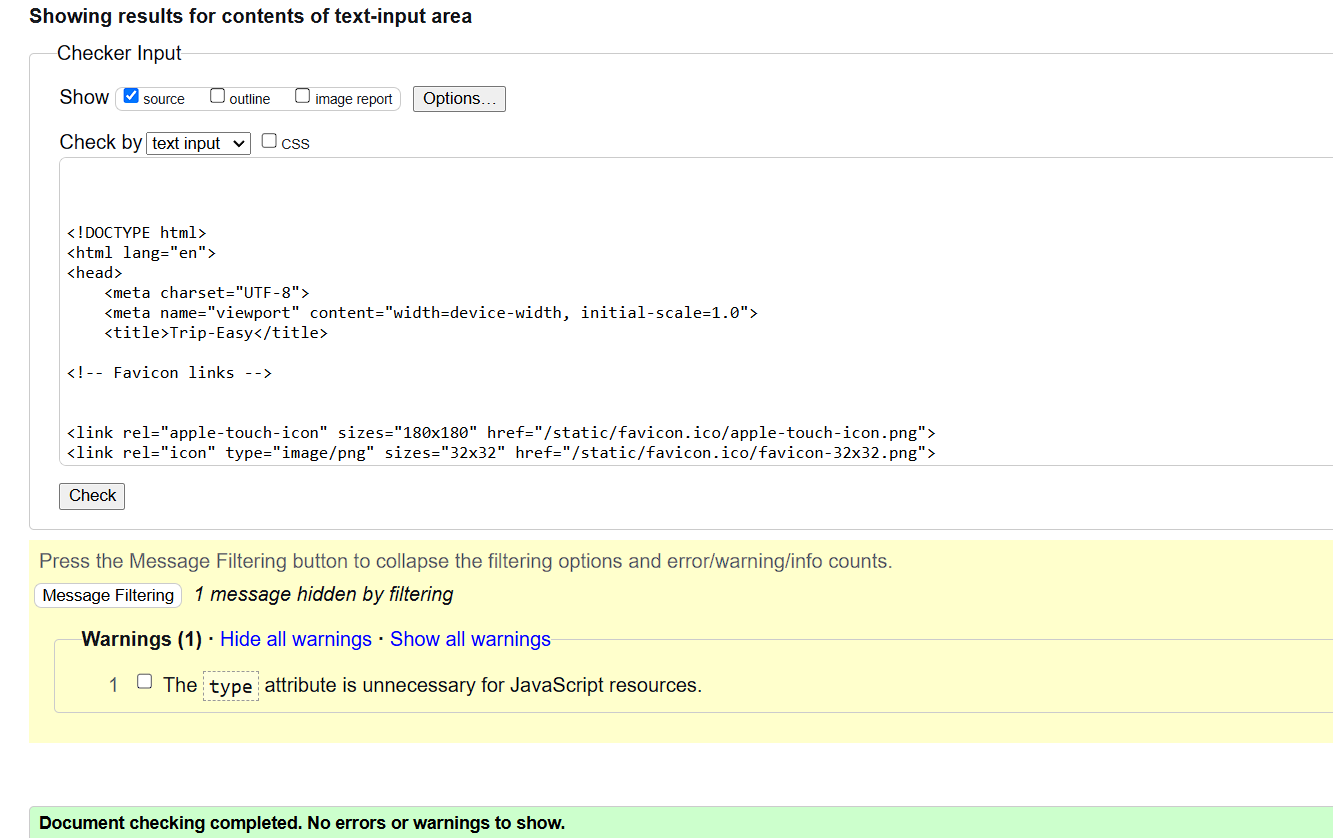 Showing results for contents of text-input area
Checker Input
Show source outline image report Options…
Check by text input CSS
<!DOCTYPE html>
<html lang="en">
<head>
    <meta charset="UTF-8">
    <meta name="viewport" content="width=device-width, initial-scale=1.0">
    <title>Trip-Easy</title>
<!-- Favicon links -->
<link rel="apple-touch-icon" sizes="180x180" href="/static/favicon.ico/apple-touch-icon.png">
<link rel="icon" type="image/png" sizes="32x32" href="/static/favicon.ico/favicon-32x32.png">
Check
Press the Message Filtering button to collapse the filtering options and error/warning/info counts.
Message Filtering 1 message hidden by filtering
Warnings (1) · Hide all warnings · Show all warnings
1 The type attribute is unnecessary for JavaScript resources.
Document checking completed. No errors or warnings to show.